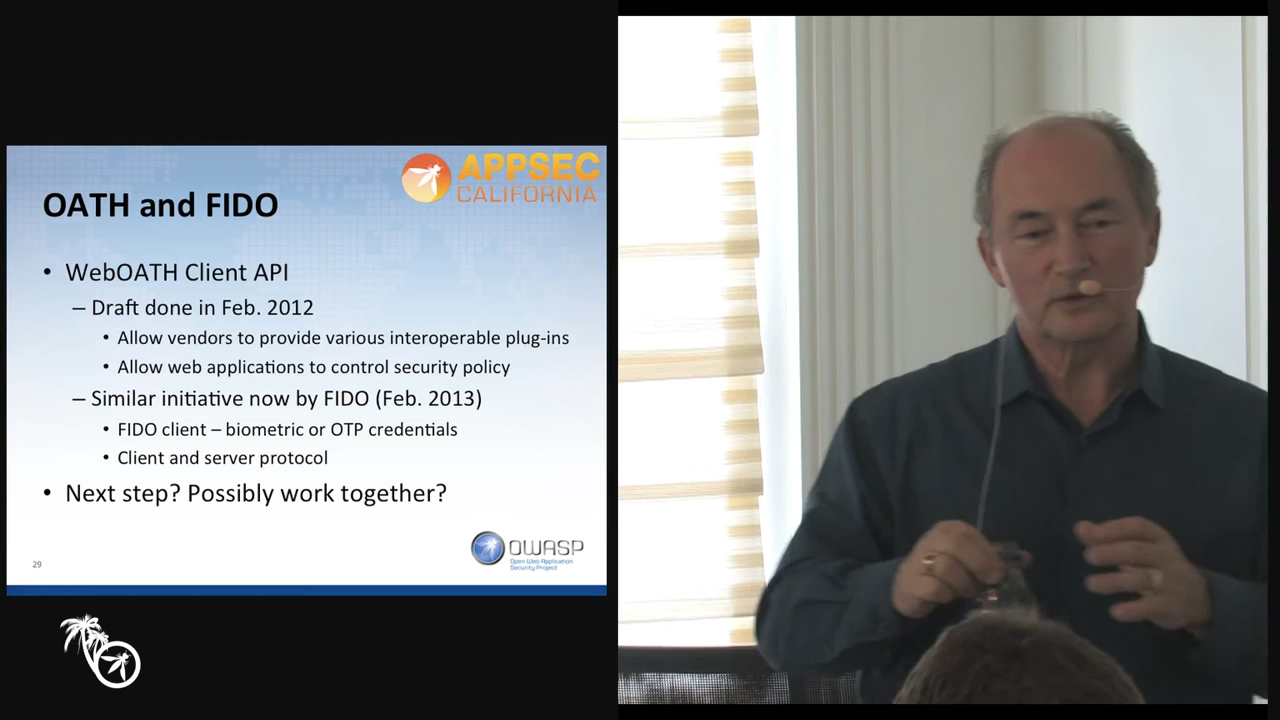 APPSEC
CALIFORNIA
OATH and FIDO
• WebOATH Client API
– Draft done in Feb. 2012
• Allow vendors to provide various interoperable plug-ins
• Allow web applications to control security policy
– Similar initiative now by FIDO (Feb. 2013)
• FIDO client – biometric or OTP credentials
• Client and server protocol
• Next step? Possibly work together?
OWASP
Open Web Application
Security Project
29